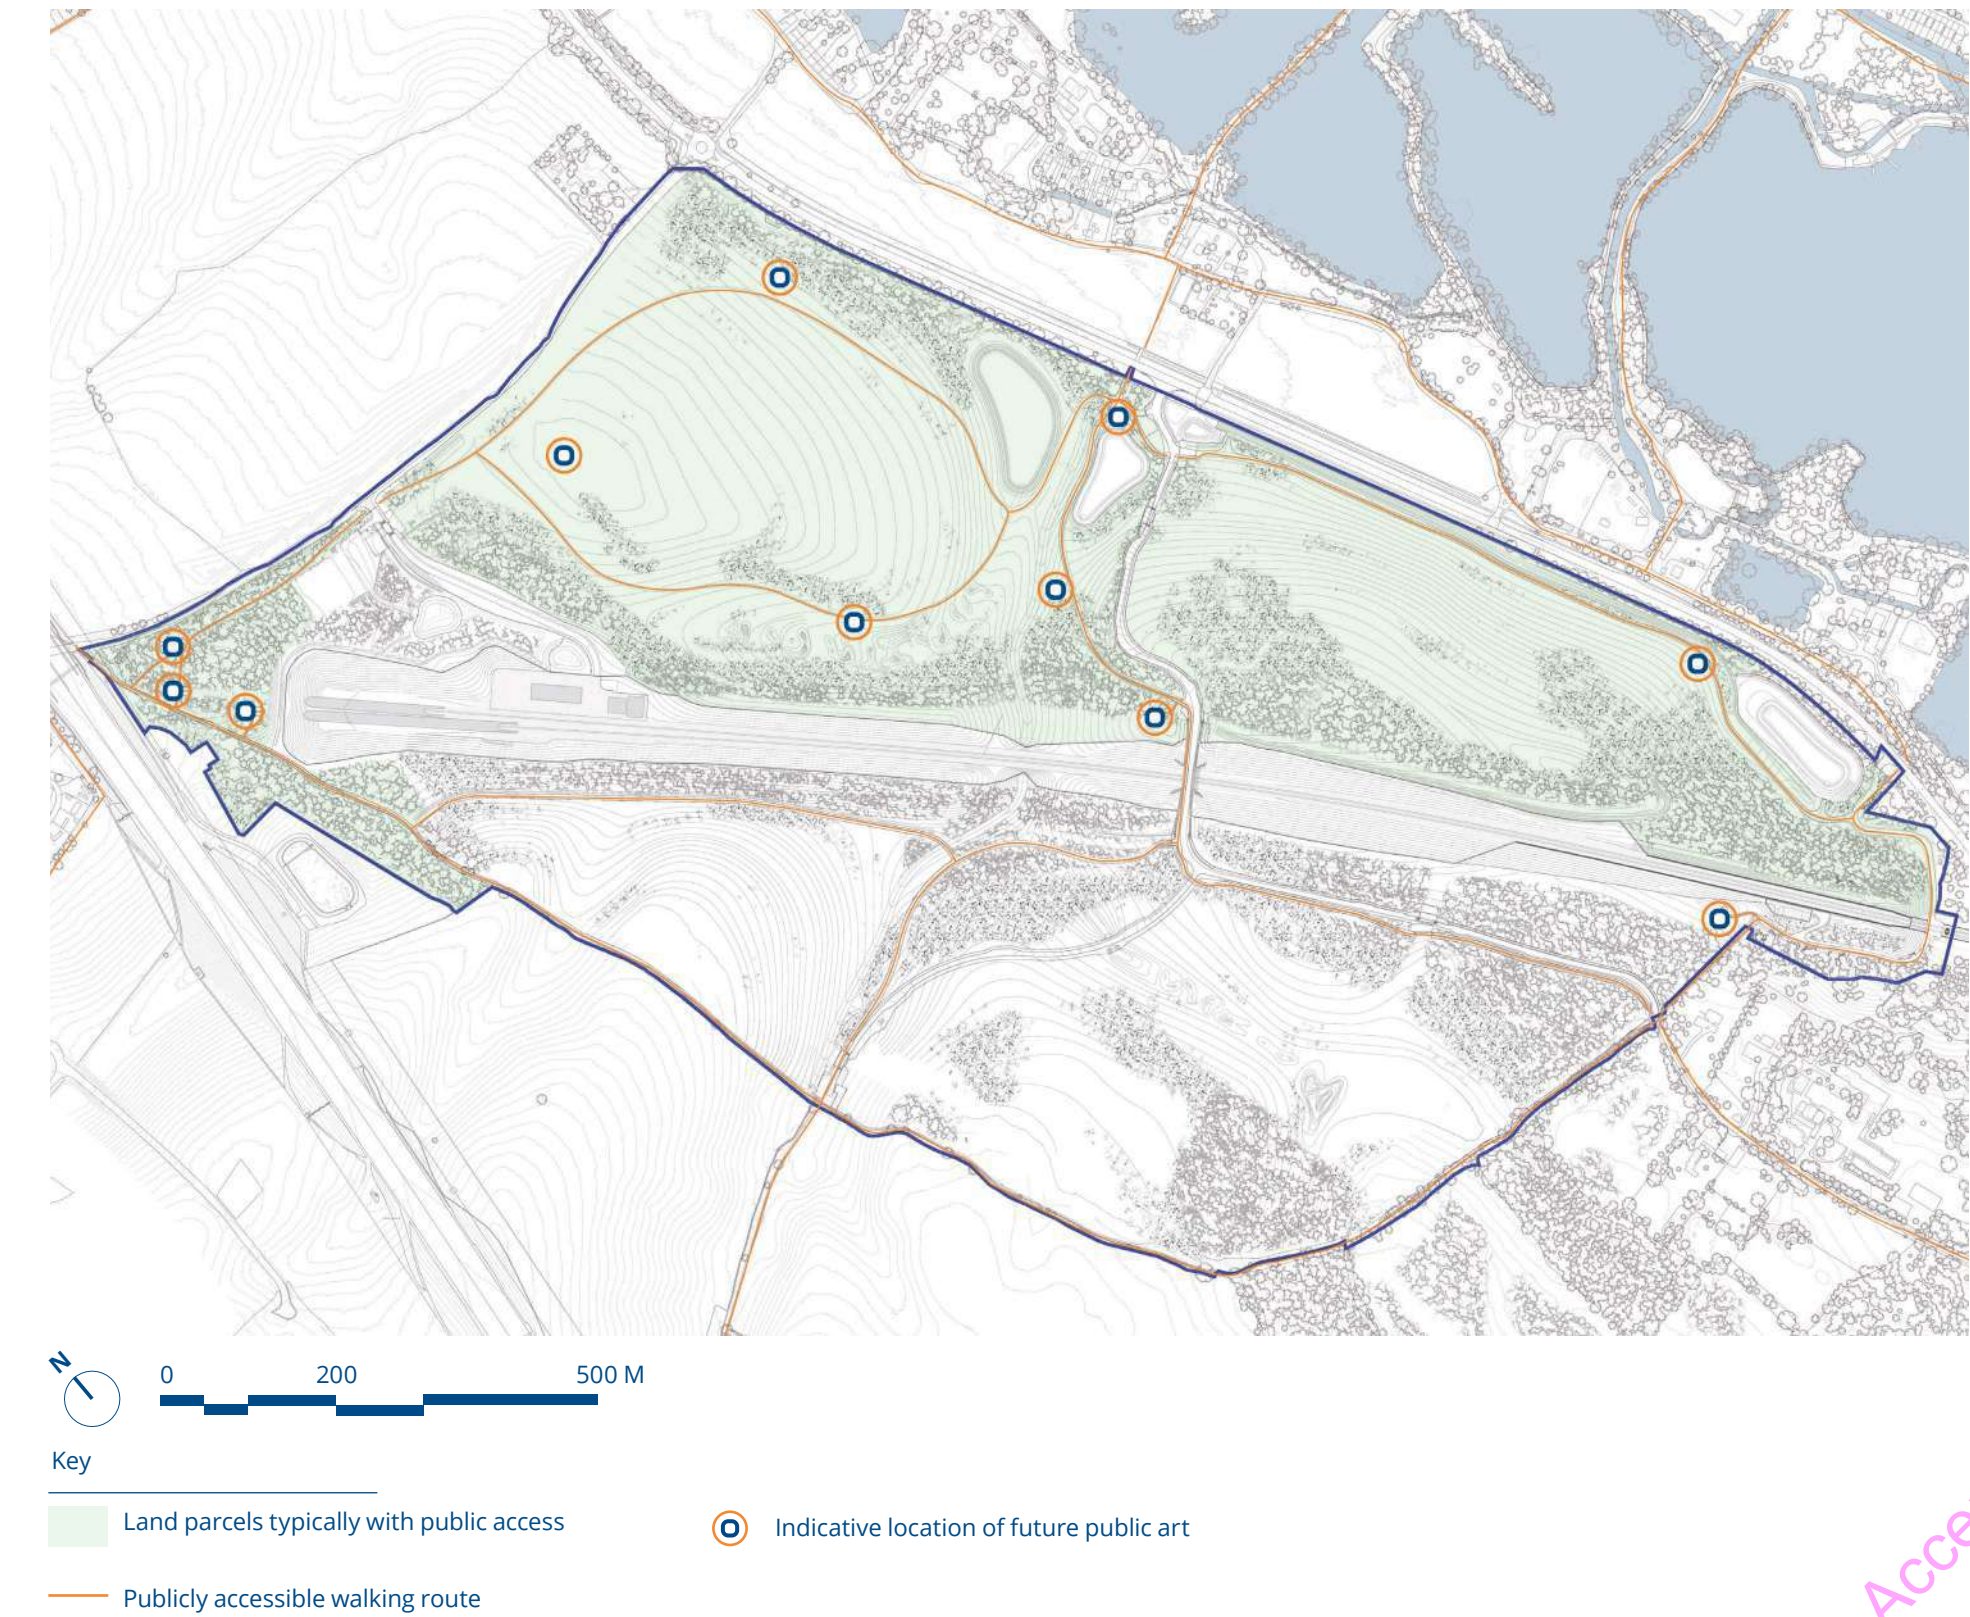 N
0 200 500 M
Key
Land parcels typically with public access
Indicative location of future public art
Publicly accessible walking route
Acce